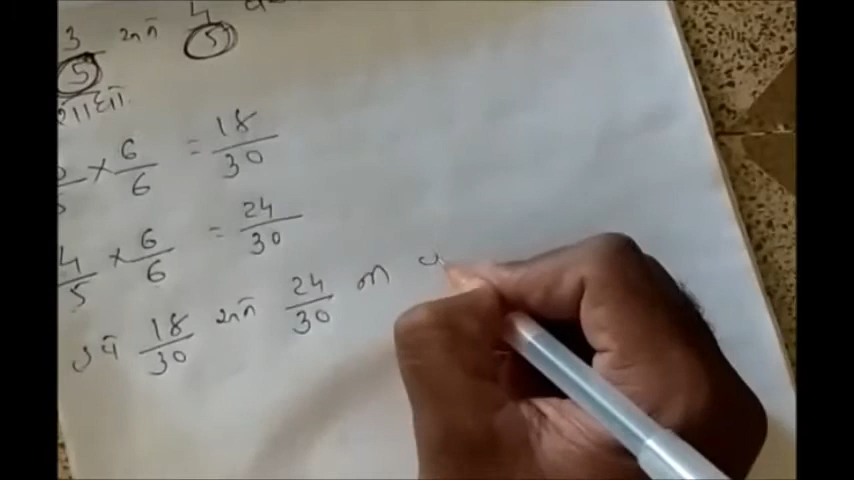 3/5 અને 4/5
શોધો.
× 6/6 = 18/30
4/5 × 6/6 = 24/30
હવે 18/30 અને 24/30 ની